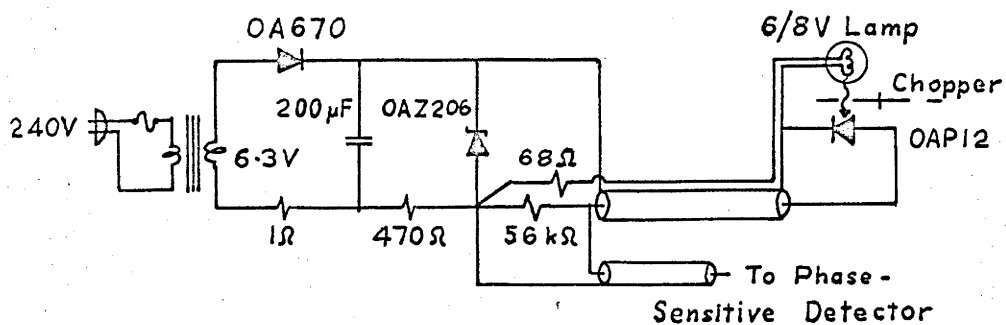 OA670
6/8V Lamp
Chopper
240V
200µF
OAZ206
6·3V
68Ω
OAP12
1Ω
470Ω
56kΩ
To Phase-
Sensitive Detector